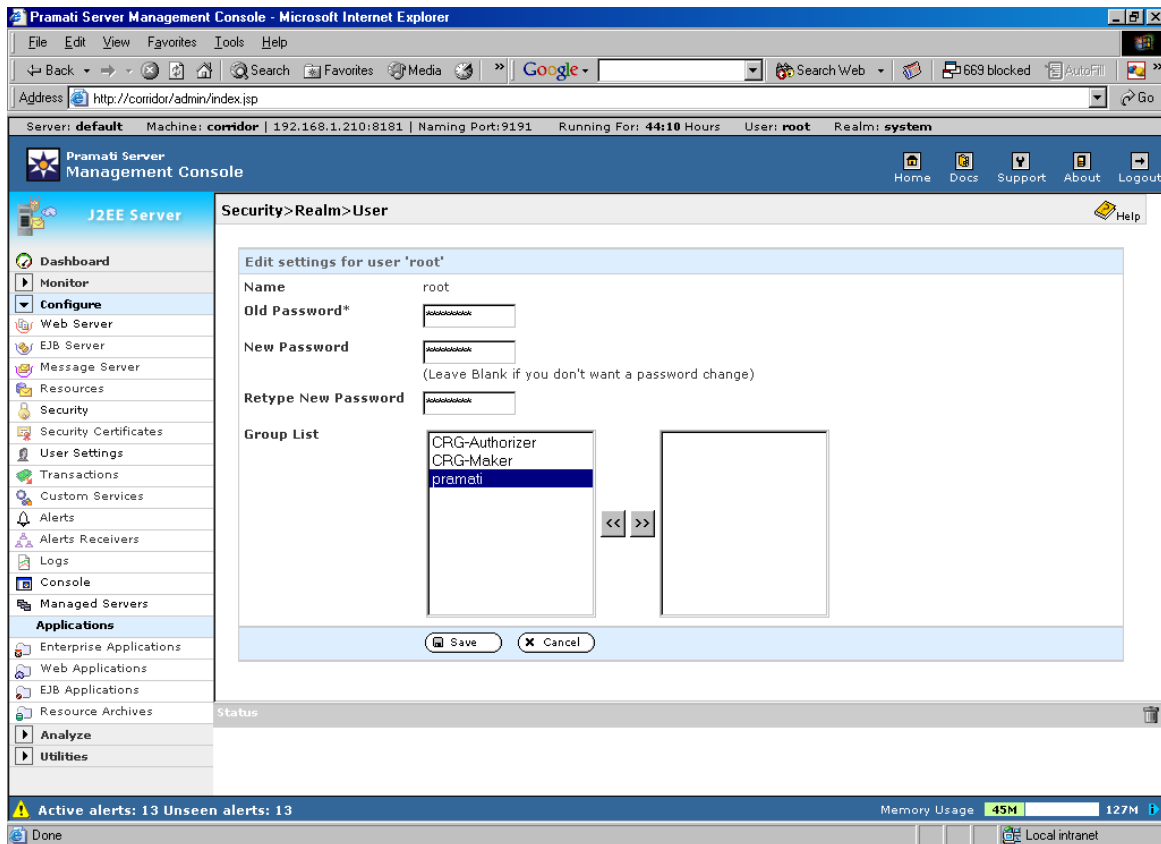 Pramati Server Management Console - Microsoft Internet Explorer
File Edit View Favorites Tools Help
Back Search Favorites Media » Google Search Web 669 blocked AutoFill »
Address http://corridor/admin/index.jsp Go
Server: default Machine: corridor | 192.168.1.210:8181 | Naming Port:9191 Running For: 44:10 Hours User: root Realm: system
Pramati Server
Management Console
Home Docs Support About Logout
J2EE Server
Security>Realm>User
Help
Dashboard
Monitor
Configure
Web Server
EJB Server
Message Server
Resources
Security
Security Certificates
User Settings
Transactions
Custom Services
Alerts
Alerts Receivers
Logs
Console
Managed Servers
Applications
Enterprise Applications
Web Applications
EJB Applications
Resource Archives
Analyze
Utilities
Edit settings for user 'root'
Name root
Old Password* *********
New Password *********
(Leave Blank if you don't want a password change)
Retype New Password *********
Group List
CRG-Authorizer
CRG-Maker
pramati
<< >>
Save Cancel
Status
Active alerts: 13 Unseen alerts: 13
Memory Usage 45M 127M
Done Local intranet